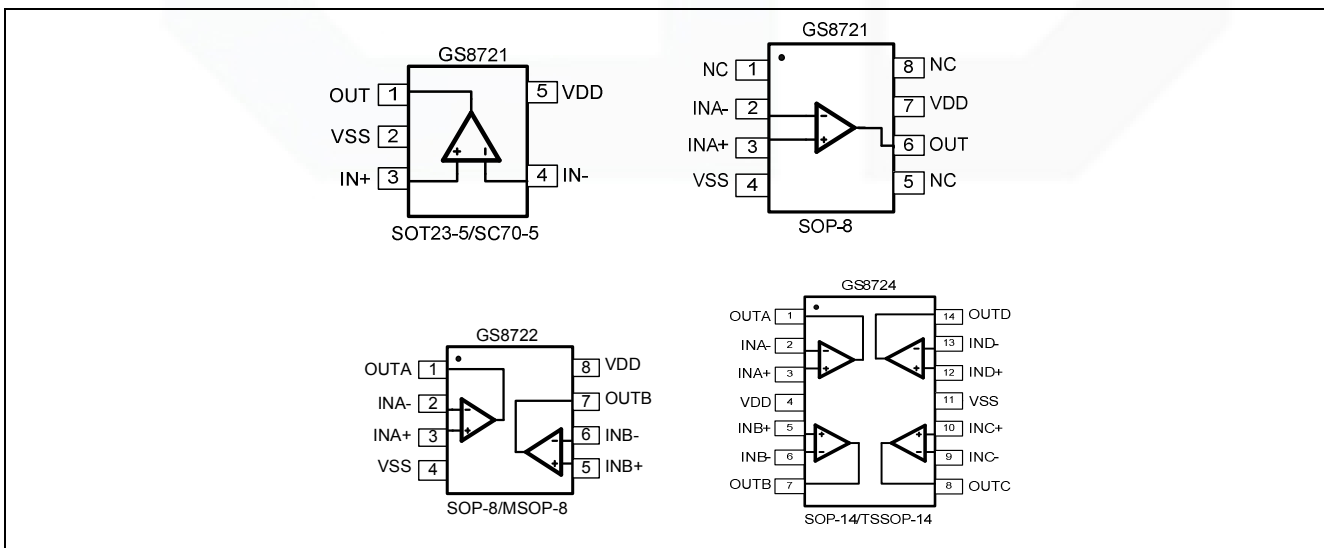 GS8721
OUT 1
5 VDD
VSS 2
IN+ 3
4 IN-
SOT23-5/SC70-5
GS8721
NC 1
8 NC
INA- 2
7 VDD
INA+ 3
6 OUT
VSS 4
5 NC
SOP-8
GS8722
OUTA 1
8 VDD
INA- 2
7 OUTB
INA+ 3
6 INB-
VSS 4
5 INB+
SOP-8/MSOP-8
GS8724
OUTA 1
14 OUTD
INA- 2
13 IND-
INA+ 3
12 IND+
VDD 4
11 VSS
INB+ 5
10 INC+
INB- 6
9 INC-
OUTB 7
8 OUTC
SOP-14/TSSOP-14